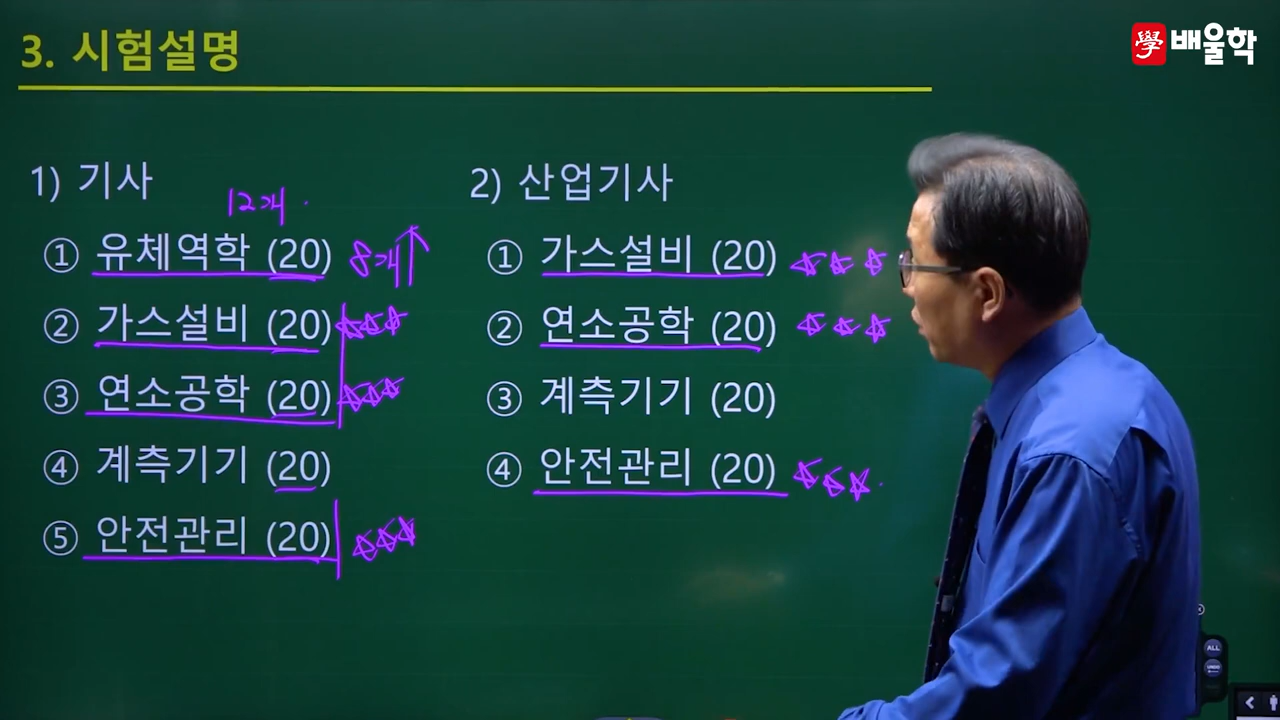 3. 시험설명
學 배울학
1) 기사
12개
① 유체역학 (20) 8개↑
② 가스설비 (20) ☆☆☆
③ 연소공학 (20) ☆☆☆
④ 계측기기 (20)
⑤ 안전관리 (20) ☆☆☆
2) 산업기사
① 가스설비 (20) ☆☆☆
② 연소공학 (20) ☆☆☆
③ 계측기기 (20)
④ 안전관리 (20) ☆☆☆
ALL
UNDO